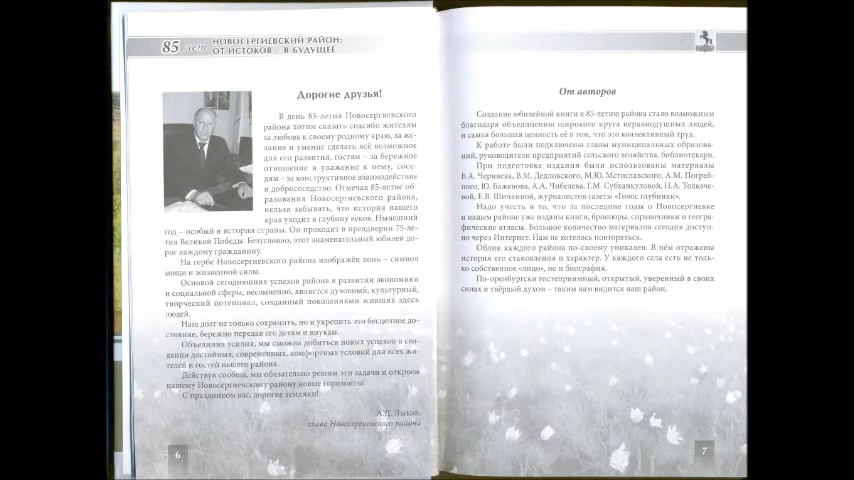 85 лет
НОВОСЕРГИЕВСКИЙ РАЙОН:
ОТ ИСТОКОВ – В БУДУЩЕЕ
Дорогие друзья!
В день 85-летия Новосергиевского
района хотим сказать спасибо жителям
за любовь к своему родному краю, за же-
лание и умение сделать всё возможное
для его развития, гостям – за бережное
отношение и уважение к нему, сосе-
дям – за конструктивное взаимодействие
и добрососедство. Отмечая 85-летие об-
разования Новосергиевского района,
нельзя забывать, что история нашего
края уходит в глубину веков. Нынешний
год – особый в истории страны. Он проходит в преддверии 75-ле-
тия Великой Победы. Безусловно, этот знаменательный юбилей до-
рог каждому гражданину.
На гербе Новосергиевского района изображён конь – символ
мощи и жизненной силы.
Основой сегодняшних успехов района в развитии экономики
и социальной сферы, несомненно, является духовный, культурный,
творческий потенциал, созданный поколениями живших здесь
людей.
Наш долг не только сохранить, но и укрепить это бесценное до-
стояние, бережно передав его детям и внукам.
Объединив усилия, мы сможем добиться новых успехов в соз-
дании достойных, современных, комфортных условий для всех жи-
телей и гостей нашего района.
Действуя сообща, мы обязательно решим эти задачи и откроем
нашему Новосергиевскому району новые горизонты!
С праздником вас, дорогие земляки!
А.Д. Лыков,
глава Новосергиевского района
6
От авторов
Создание юбилейной книги к 85-летию района стало возможным
благодаря объединению широкого круга неравнодушных людей,
и самая большая ценность её в том, что это коллективный труд.
К работе были подключены главы муниципальных образова-
ний, руководители предприятий сельского хозяйства, библиотекари.
При подготовке издания были использованы материалы
В.А. Черняева, В.М. Дедловского, М.Ю. Мстиславского, А.М. Погреб-
ного, Ю. Баженова, А.А. Чибелева, Г.М. Субханкуловой, Н.А. Толкаче-
вой, Е.В. Шичкиной, журналистов газеты «Голос глубинки».
Надо учесть и то, что за последние годы о Новосергиевке
и нашем районе уже изданы книги, брошюры, справочники и геогра-
фические атласы. Большое количество материалов сегодня доступ-
но через Интернет. Нам не хотелось повторяться.
Облик каждого района по-своему уникален. В нём отражены
история его становления и характер. У каждого села есть не толь-
ко собственное «лицо», но и биография.
По-оренбургски гостеприимный, открытый, уверенный в своих
силах и твёрдый духом – таким нам видится наш район.
7